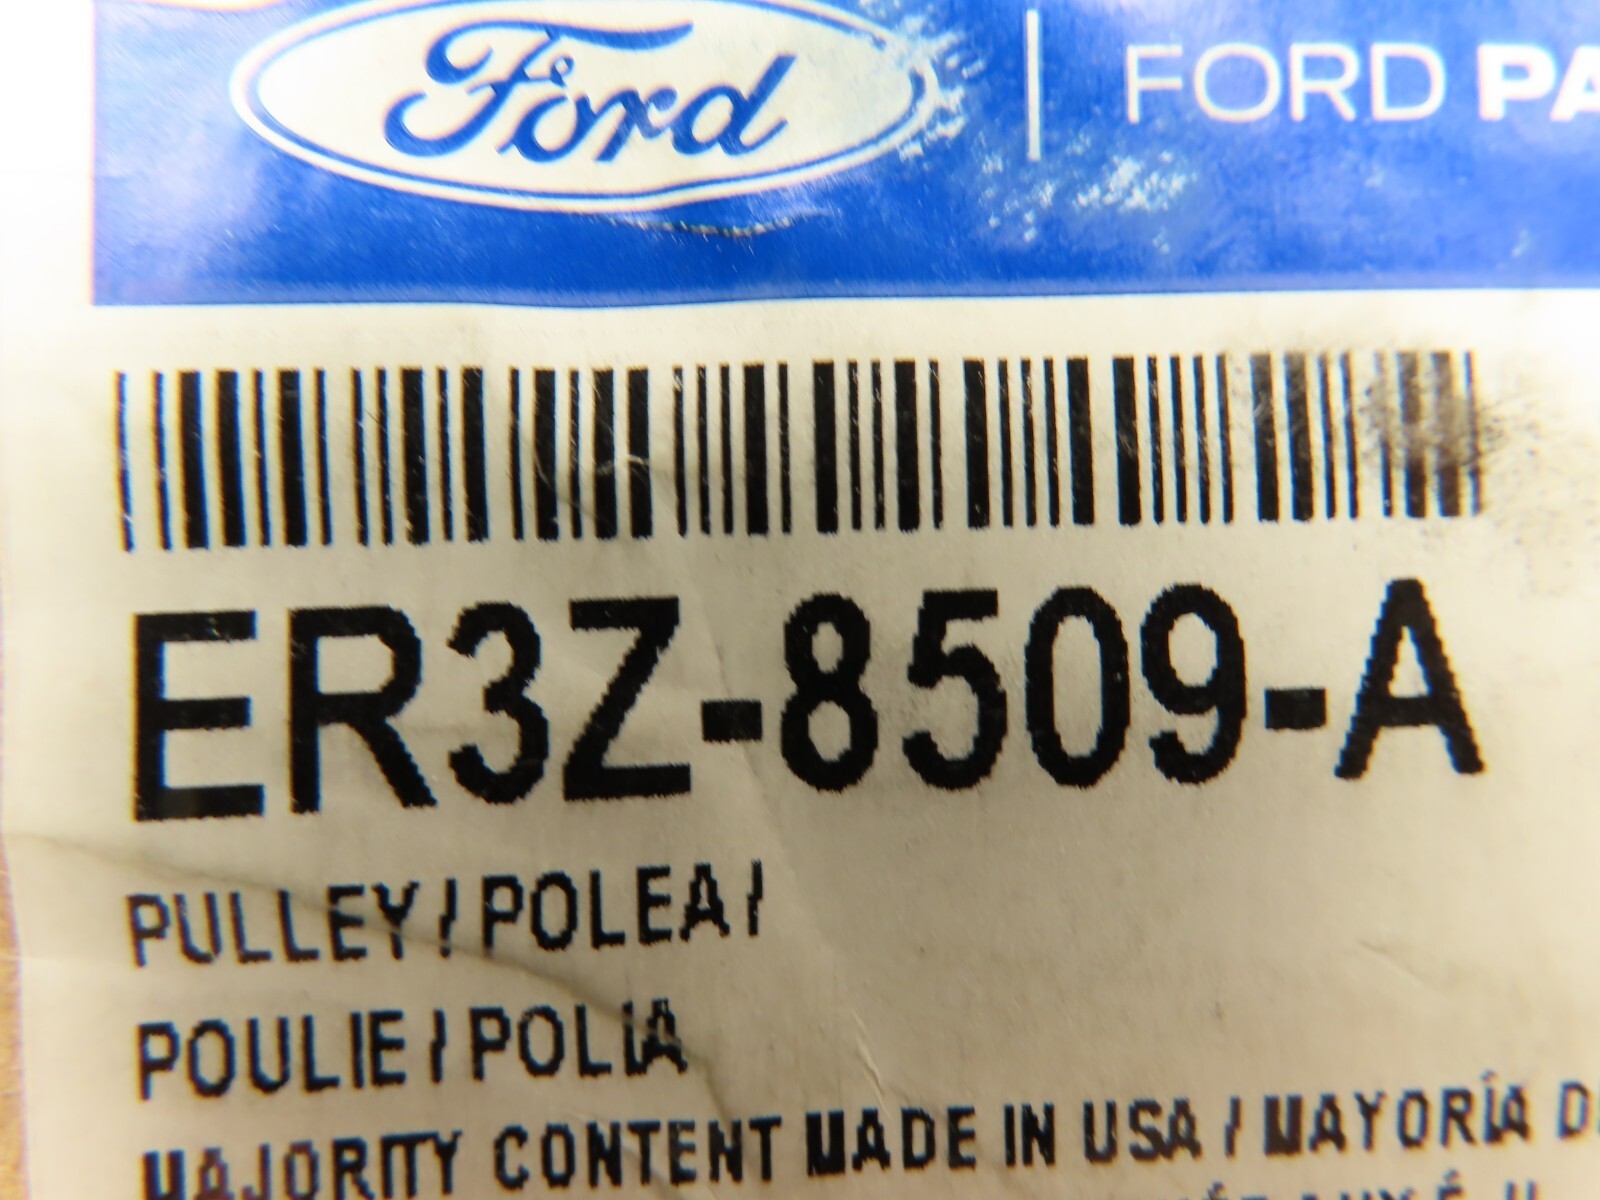 Ford | FORD PA
ER3Z-8509-A
PULLEY / POLEA /
POULIE / POLIA
MAJORITY CONTENT MADE IN USA / MAYORÍA D